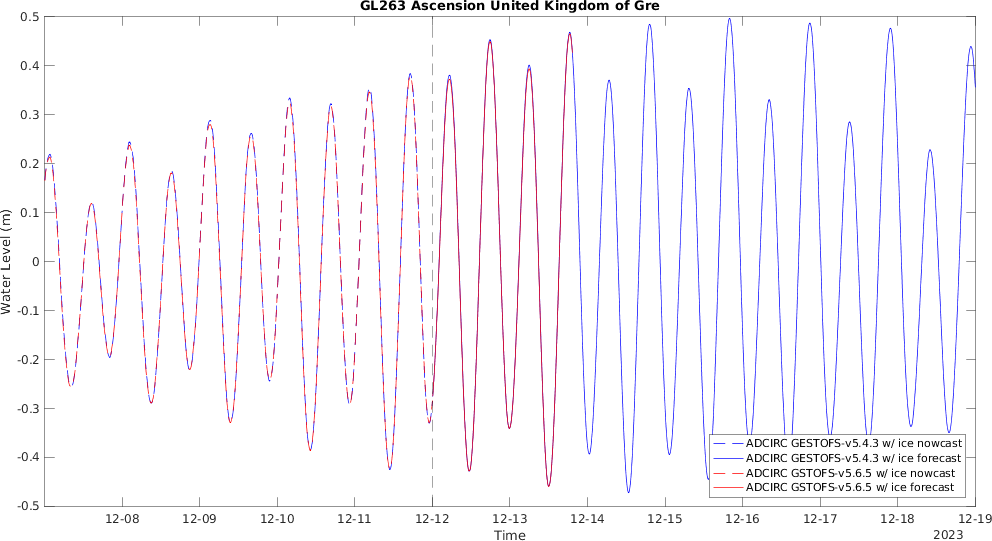 GL263 Ascension United Kingdom of Gre
Water Level (m)
0.5
0.4
0.3
0.2
0.1
0
-0.1
-0.2
-0.3
-0.4
-0.5
ADCIRC GESTOFS-v5.4.3 w/ ice nowcast
ADCIRC GESTOFS-v5.4.3 w/ ice forecast
ADCIRC GSTOFS-v5.6.5 w/ ice nowcast
ADCIRC GSTOFS-v5.6.5 w/ ice forecast
12-08 12-09 12-10 12-11 12-12 12-13 12-14 12-15 12-16 12-17 12-18 12-19
Time
2023